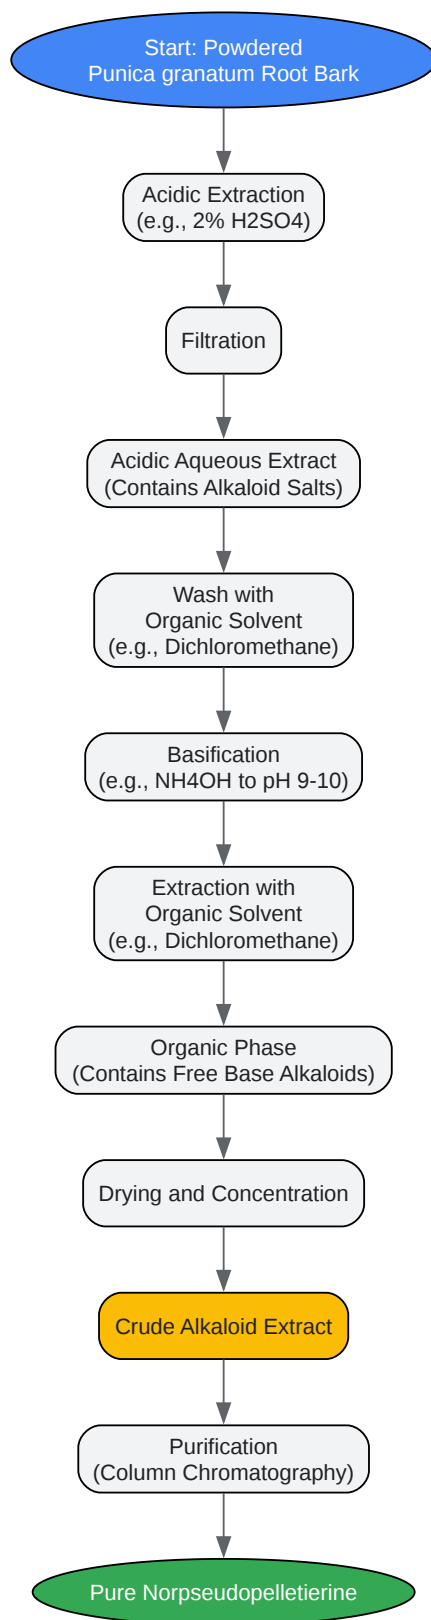 Start: Powdered
Punica granatum Root Bark
Acidic Extraction
(e.g., 2% H2SO4)
Filtration
Acidic Aqueous Extract
(Contains Alkaloid Salts)
Wash with
Organic Solvent
(e.g., Dichloromethane)
Basification
(e.g., NH4OH to pH 9-10)
Extraction with
Organic Solvent
(e.g., Dichloromethane)
Organic Phase
(Contains Free Base Alkaloids)
Drying and Concentration
Crude Alkaloid Extract
Purification
(Column Chromatography)
Pure Norpseudopelletierine